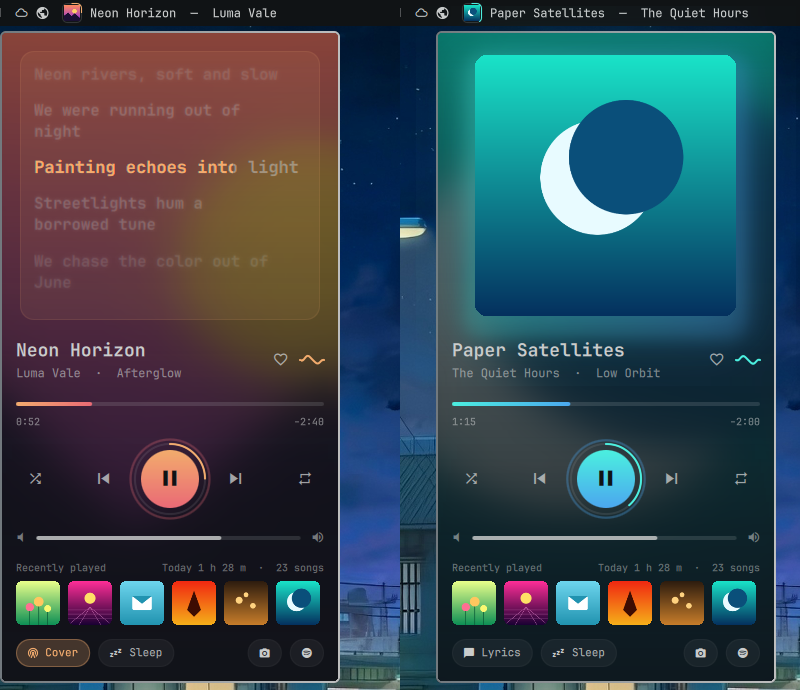 Neon Horizon — Luma Vale
Neon rivers, soft and slow
We were running out of
night
Painting echoes into light
Streetlights hum a
borrowed tune
We chase the color out of
June
Neon Horizon
Luma Vale · Afterglow
0:52 -2:40
Recently played Today 1 h 28 m · 23 songs
Cover Sleep
Paper Satellites — The Quiet Hours
Paper Satellites
The Quiet Hours · Low Orbit
1:15 -2:00
Recently played Today 1 h 28 m · 23 songs
Lyrics Sleep